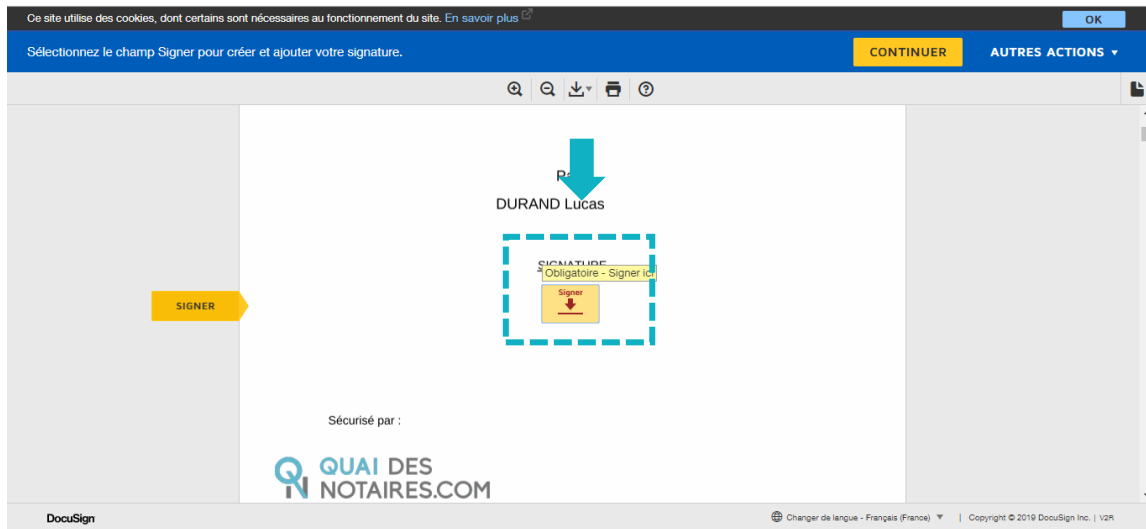 Ce site utilise des cookies, dont certains sont nécessaires au fonctionnement du site. En savoir plus
OK
Sélectionnez le champ Signer pour créer et ajouter votre signature.
CONTINUER
AUTRES ACTIONS
DURAND Lucas
SIGNATURE
Obligatoire - Signer ici
Signer
SIGNER
Sécurisé par :
QUAI DES
NOTAIRES.COM
DocuSign
Changer de langue - Français (France) | Copyright © 2019 DocuSign Inc. | V2R